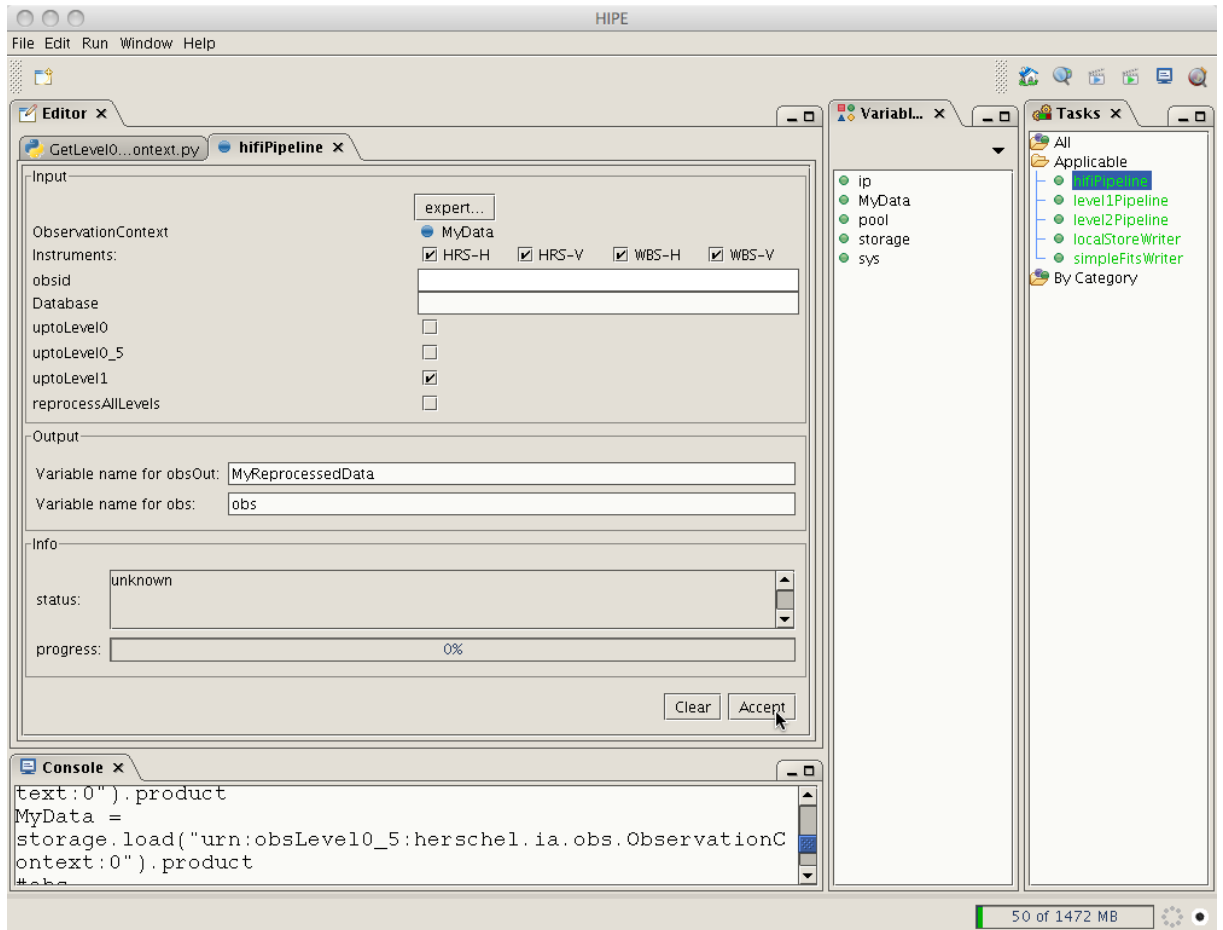 HIPE
File Edit Run Window Help
Editor
GetLevel0...ontext.py hifiPipeline
Input
expert...
ObservationContext MyData
Instruments: HRS-H HRS-V WBS-H WBS-V
obsid
Database
uptoLevel0
uptoLevel0_5
uptoLevel1
reprocessAllLevels
Output
Variable name for obsOut: MyReprocessedData
Variable name for obs: obs
Info
status: unknown
progress: 0%
Clear Accept
Console
text:0").product
MyData =
storage.load("urn:obsLevel0_5:herschel.ia.obs.ObservationC
ontext:0").product
Variabl...
ip
MyData
pool
storage
sys
Tasks
All
Applicable
hifiPipeline
level1Pipeline
level2Pipeline
localStoreWriter
simpleFitsWriter
By Category
50 of 1472 MB